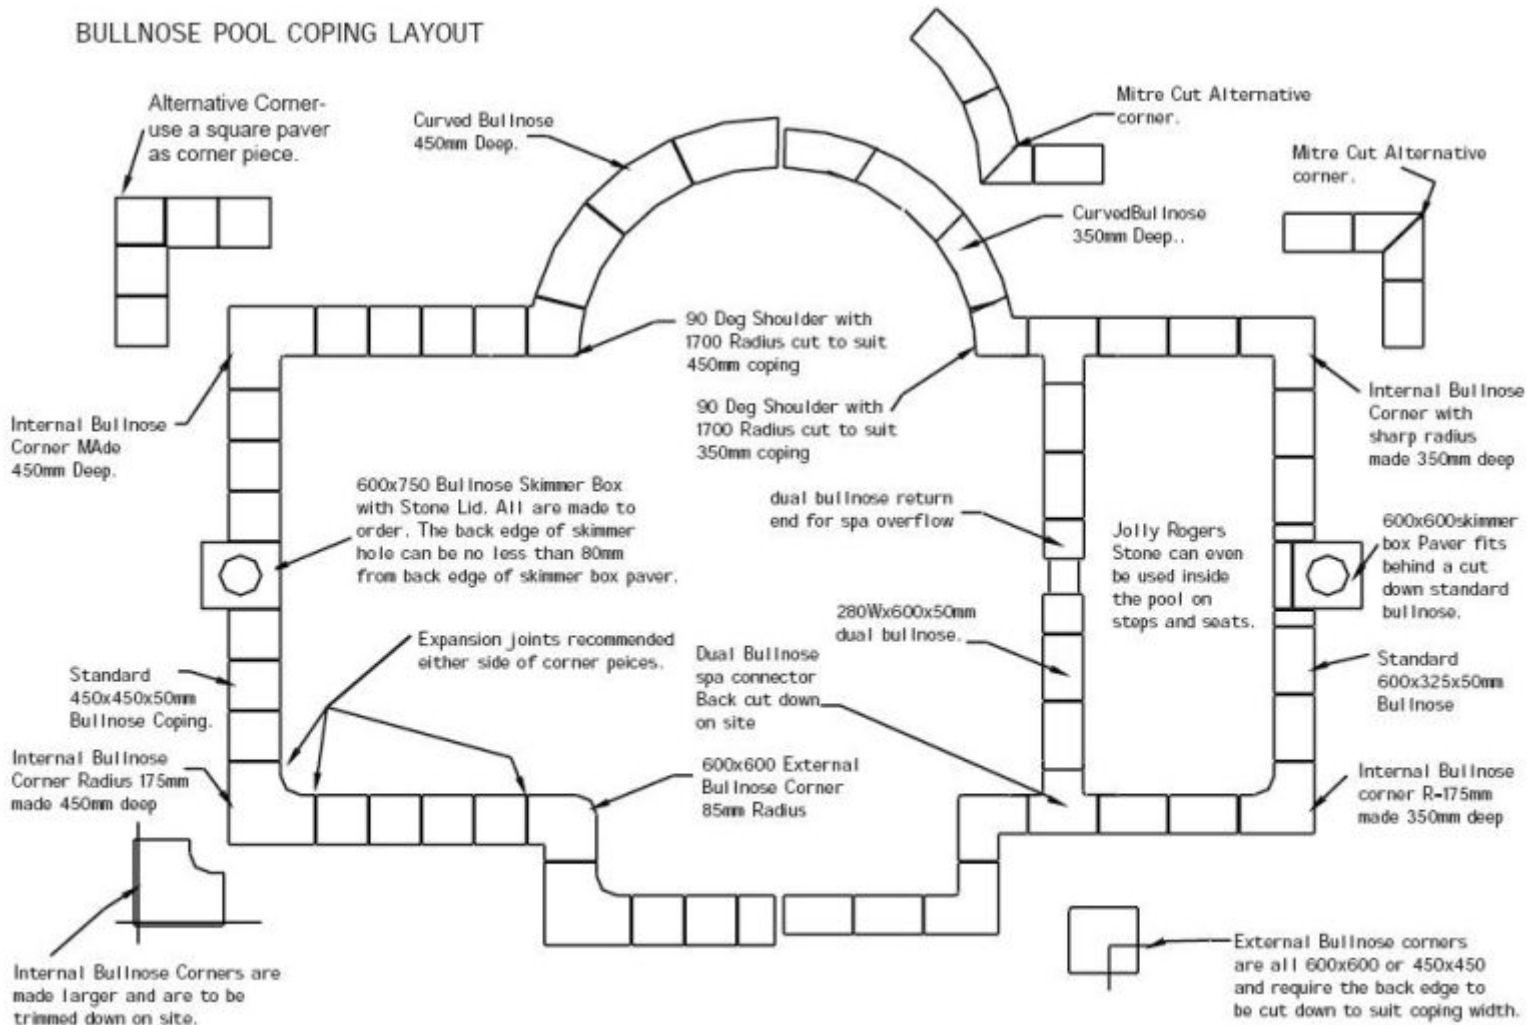 BULLNOSE POOL COPING LAYOUT
Alternative Corner-
use a square paver
as corner piece.
Curved Bullnose
450mm Deep.
Mitre Cut Alternative
corner.
Mitre Cut Alternative
corner.
CurvedBullnose
350mm Deep..
90 Deg Shoulder with
1700 Radius cut to suit
450mm coping
90 Deg Shoulder with
1700 Radius cut to suit
350mm coping
Internal Bullnose
Corner MAde
450mm Deep.
Internal Bullnose
Corner with
sharp radius
made 350mm deep
600x750 Bullnose Skimmer Box
with Stone Lid. All are made to
order. The back edge of skimmer
hole can be no less than 80mm
from back edge of skimmer box paver.
dual bullnose return
end for spa overflow
Jolly Rogers
Stone can even
be used inside
the pool on
steps and seats.
600x600skimmer
box Paver fits
behind a cut
down standard
bullnose.
280Wx600x50mm
dual bullnose.
Expansion joints recommended
either side of corner peices.
Dual Bullnose
spa connector
Back cut down
on site
Standard
450x450x50mm
Bullnose Coping.
Standard
600x325x50mm
Bullnose
Internal Bullnose
Corner Radius 175mm
made 450mm deep
600x600 External
Bullnose Corner
85mm Radius
Internal Bullnose
corner R-175mm
made 350mm deep
Internal Bullnose Corners are
made larger and are to be
trimmed down on site.
External Bullnose corners
are all 600x600 or 450x450
and require the back edge to
be cut down to suit coping width.